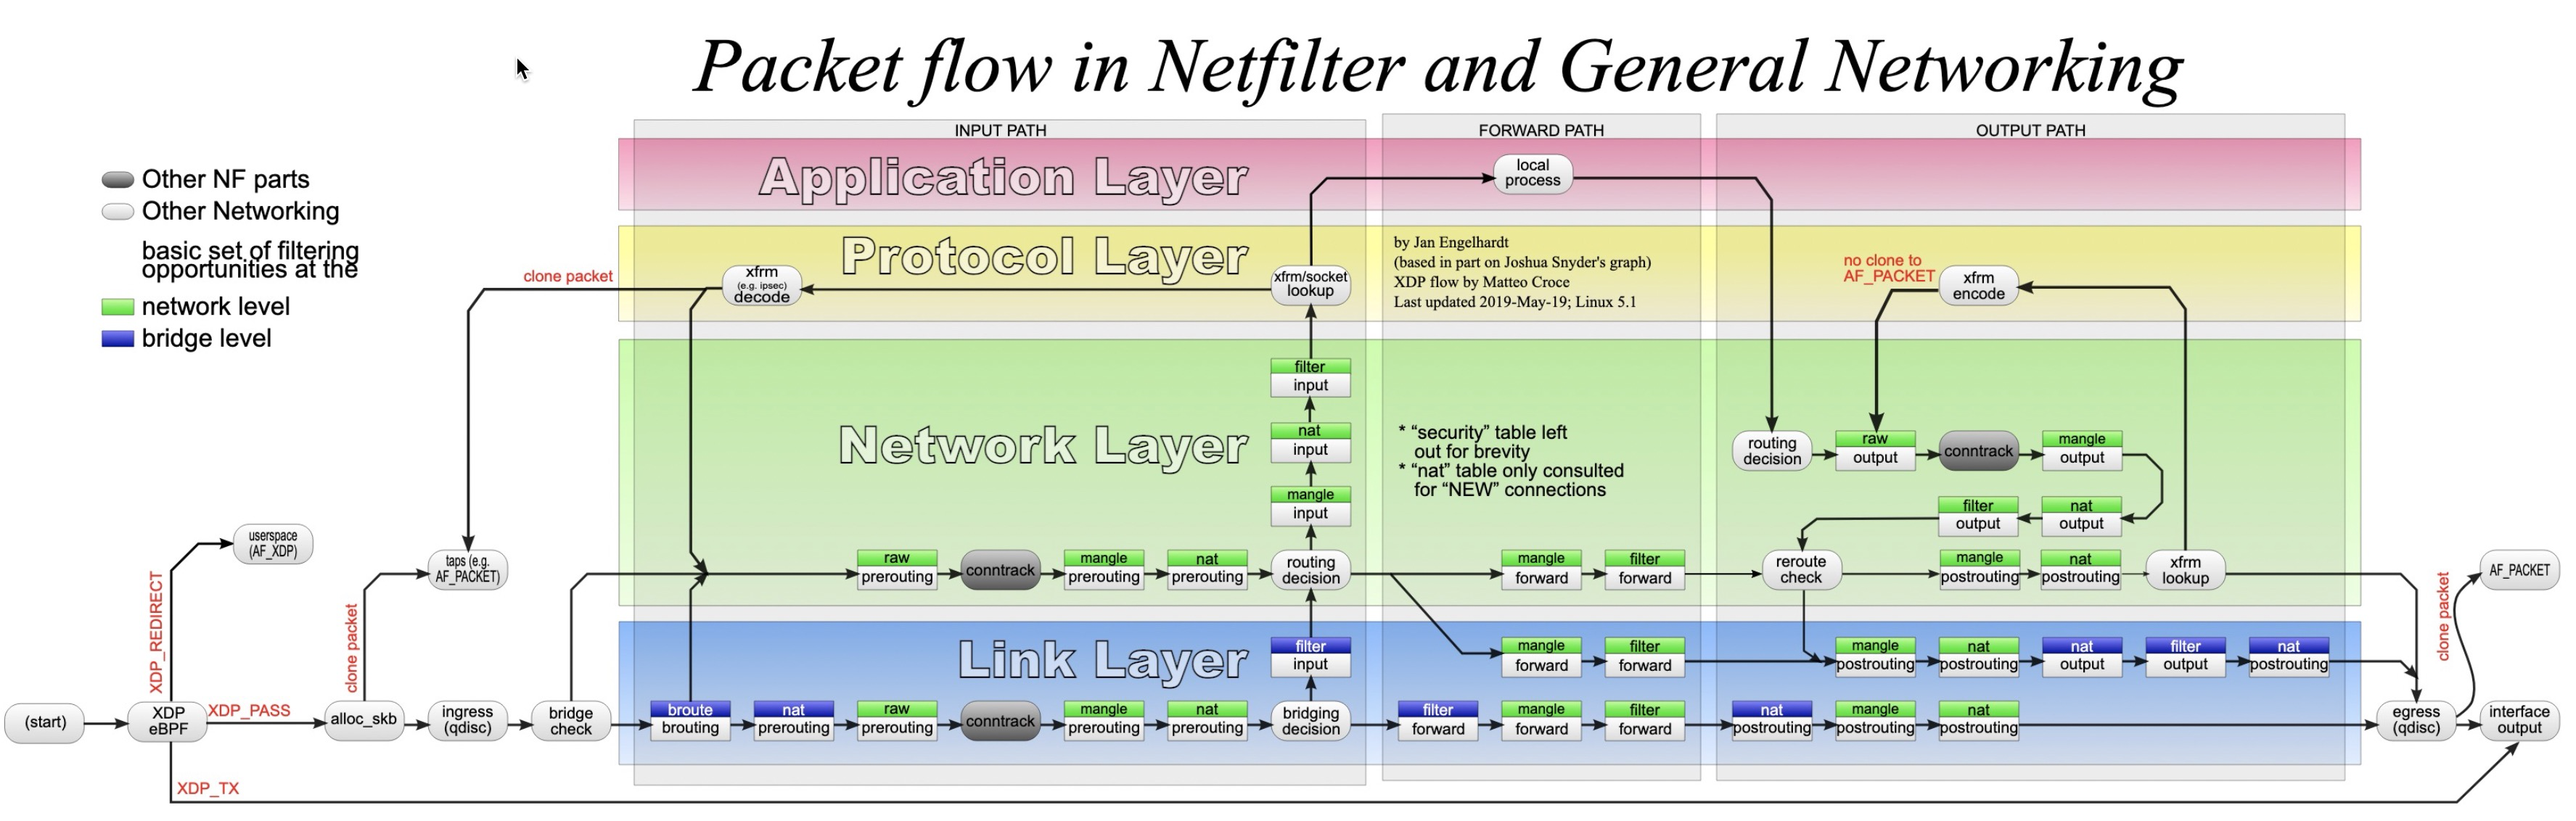 Packet flow in Netfilter and General Networking
INPUT PATH
FORWARD PATH
OUTPUT PATH
Other NF parts
Other Networking
basic set of filtering
opportunities at the
network level
bridge level
Application Layer
local
process
Protocol Layer
by Jan Engelhardt
(based in part on Joshua Snyder's graph)
XDP flow by Matteo Croce
Last updated 2019-May-19; Linux 5.1
clone packet
xfrm
(e.g. ipsec)
decode
xfrm/socket
lookup
no clone to
AF_PACKET
xfrm
encode
Network Layer
filter
input
nat
input
mangle
input
* “security” table left
out for brevity
* “nat” table only consulted
for “NEW” connections
routing
decision
raw
output
conntrack
mangle
output
filter
output
nat
output
userspace
(AF_XDP)
taps (e.g.
AF_PACKET)
raw
prerouting
conntrack
mangle
prerouting
nat
prerouting
routing
decision
mangle
forward
filter
forward
reroute
check
mangle
postrouting
nat
postrouting
xfrm
lookup
AF_PACKET
XDP_REDIRECT
clone packet
clone packet
Link Layer
filter
input
mangle
forward
filter
forward
mangle
postrouting
nat
postrouting
nat
output
filter
output
nat
postrouting
(start)
XDP
eBPF
XDP_PASS
alloc_skb
ingress
(qdisc)
bridge
check
broute
brouting
nat
prerouting
raw
prerouting
conntrack
mangle
prerouting
nat
prerouting
bridging
decision
filter
forward
mangle
forward
filter
forward
nat
postrouting
mangle
postrouting
nat
postrouting
egress
(qdisc)
interface
output
XDP_TX